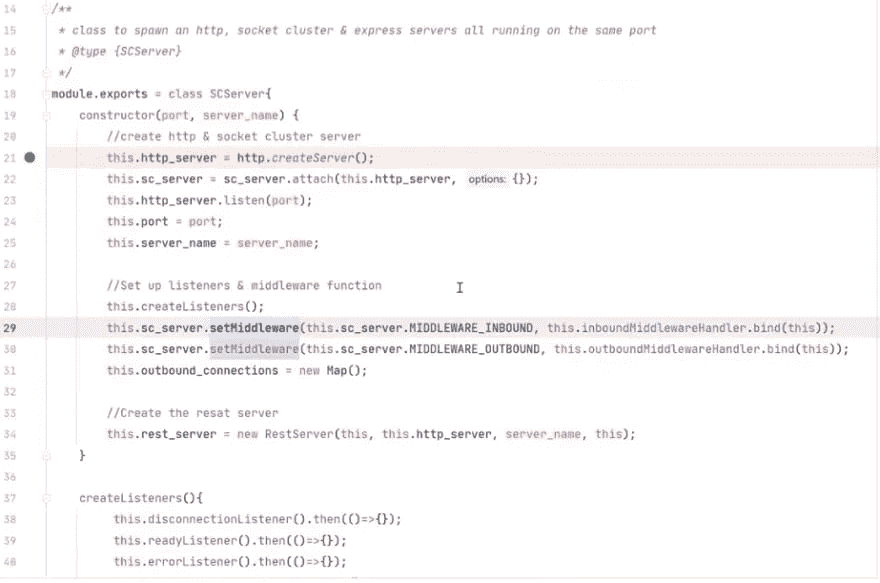 14 /**
15 * class to spawn an http, socket cluster & express servers all running on the same port
16 * @type {SCServer}
17 */
18 module.exports = class SCServer{
19 constructor(port, server_name) {
20 //create http & socket cluster server
21 this.http_server = http.createServer();
22 this.sc_server = sc_server.attach(this.http_server, options: {});
23 this.http_server.listen(port);
24 this.port = port;
25 this.server_name = server_name;
26
27 //Set up listeners & middleware function
28 this.createListeners();
29 this.sc_server.setMiddleware(this.sc_server.MIDDLEWARE_INBOUND, this.inboundMiddlewareHandler.bind(this));
30 this.sc_server.setMiddleware(this.sc_server.MIDDLEWARE_OUTBOUND, this.outboundMiddlewareHandler.bind(this));
31 this.outbound_connections = new Map();
32
33 //Create the resat server
34 this.rest_server = new RestServer(this, this.http_server, server_name, this);
35 }
36
37 createListeners(){
38 this.disconnectionListener().then(()=>{});
39 this.readyListener().then(()=>{});
40 this.errorListener().then(()=>{});